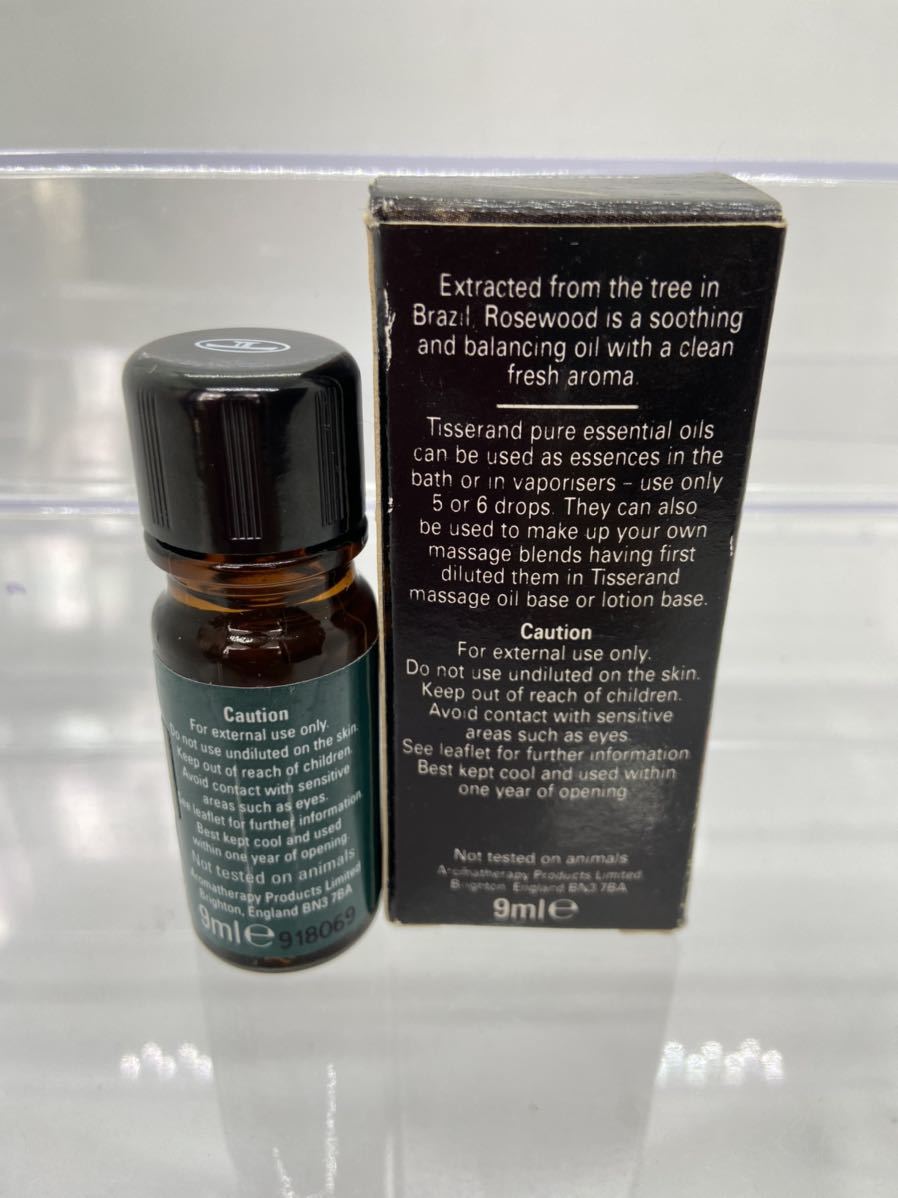 Extracted from the tree in
Brazil, Rosewood is a soothing
and balancing oil with a clean
fresh aroma.
Tisserand pure essential oils
can be used as essences in the
bath or in vaporisers – use only
5 or 6 drops. They can also
be used to make up your own
massage blends having first
diluted them in Tisserand
massage oil base or lotion base.
Caution
For external use only.
Do not use undiluted on the skin.
Keep out of reach of children.
Avoid contact with sensitive
areas such as eyes.
See leaflet for further information.
Best kept cool and used within
one year of opening.
Not tested on animals
Aromatherapy Products Limited
Brighton, England BN3 7BA
9ml℮
Caution
For external use only.
Do not use undiluted on the skin.
Keep out of reach of children.
Avoid contact with sensitive
areas such as eyes.
See leaflet for further information.
Best kept cool and used
within one year of opening.
Not tested on animals
Aromatherapy Products Limited
Brighton, England BN3 7BA
9ml℮ 918069